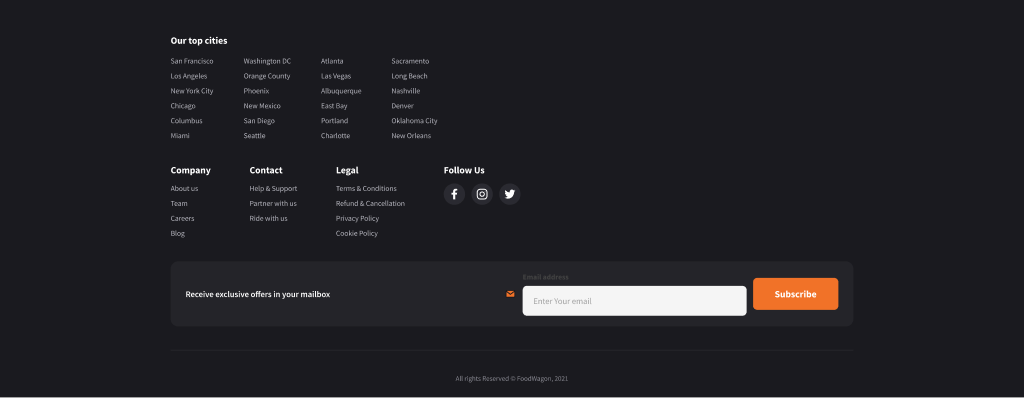 Our top cities
San Francisco Washington DC Atlanta Sacramento
Los Angeles Orange County Las Vegas Long Beach
New York City Phoenix Albuquerque Nashville
Chicago New Mexico East Bay Denver
Columbus San Diego Portland Oklahoma City
Miami Seattle Charlotte New Orleans
Company Contact Legal Follow Us
About us Help & Support Terms & Conditions
Team Partner with us Refund & Cancellation
Careers Ride with us Privacy Policy
Blog Cookie Policy
Email address
Receive exclusive offers in your mailbox Enter Your email Subscribe
All rights Reserved © FoodWagon, 2021